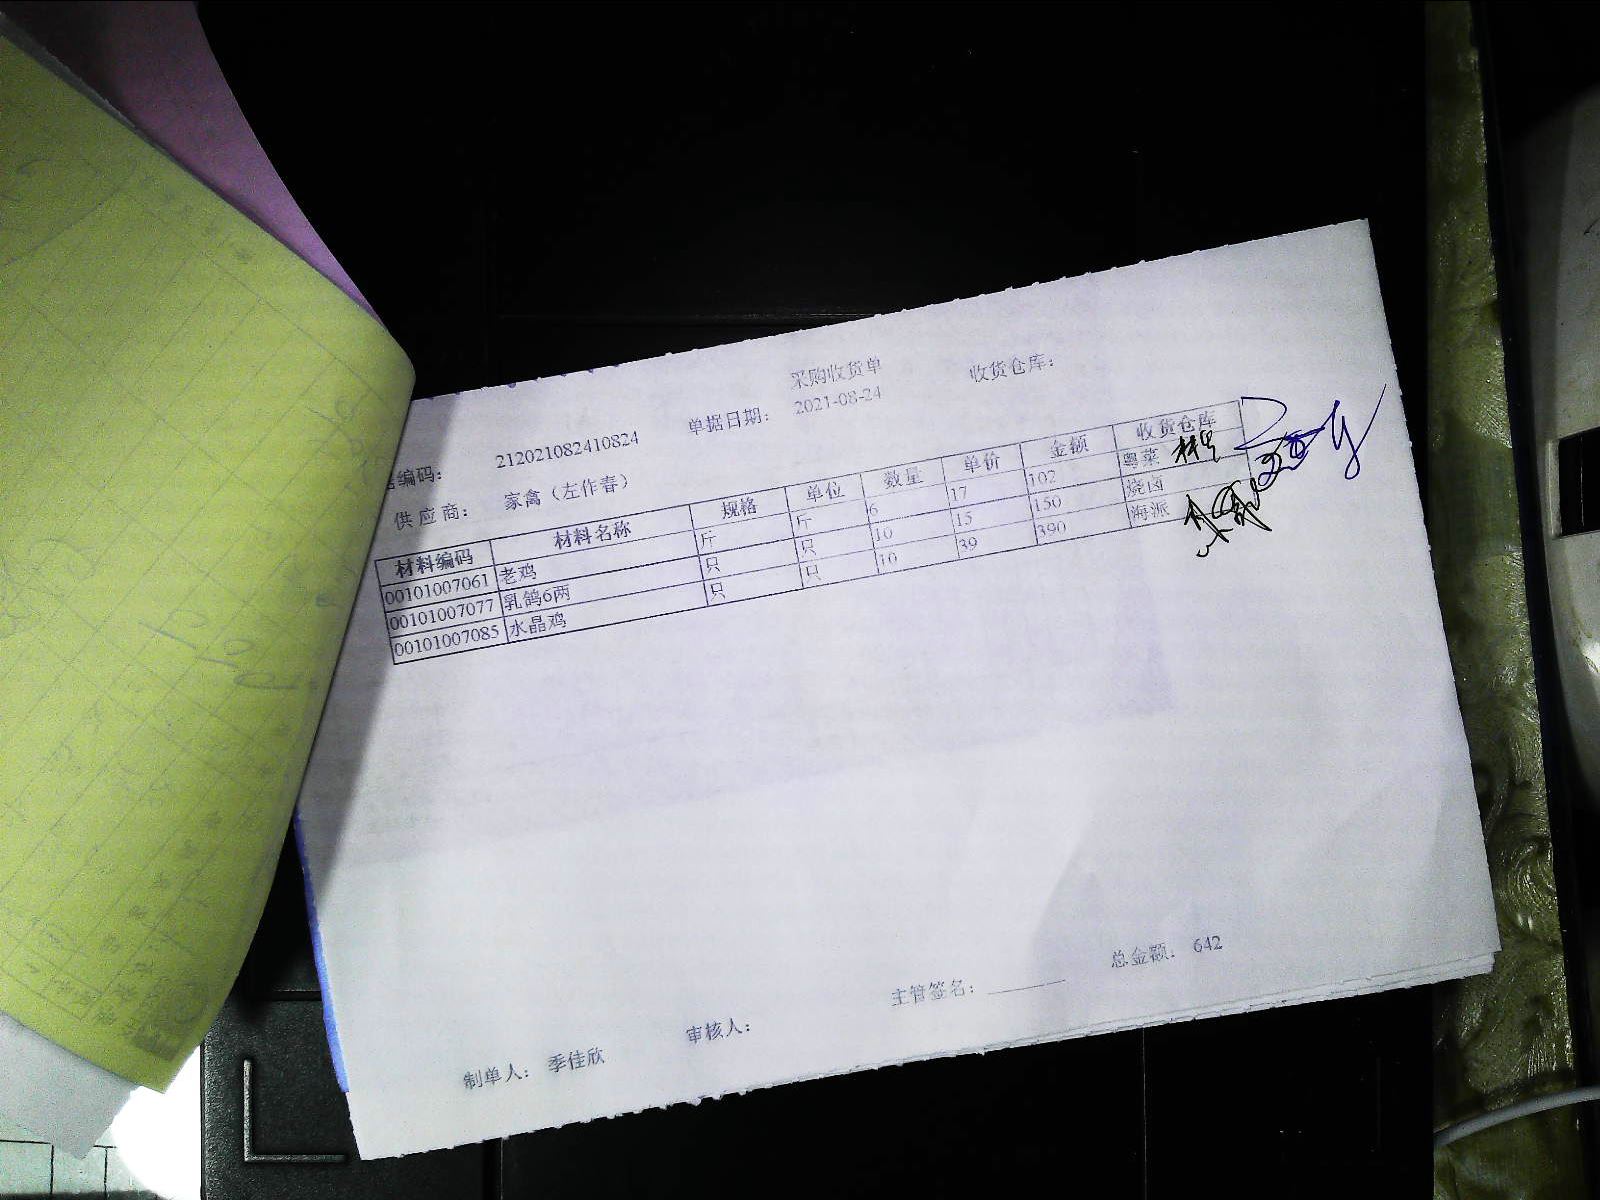 采购收货单 收货仓库:
编码: 212021082410824 单据日期: 2021-08-24
供应商: 家禽（左作春）
材料编码 材料名称 规格 单位 数量 单价 金额 收货仓库
00101007061 老鸡 斤 斤 6 17 102 粤菜
00101007077 乳鸽6两 只 只 10 15 150 烧卤
00101007085 水晶鸡 只 只 10 39 390 海派
总金额: 642
制单人: 季佳欣 审核人: 主管签名: